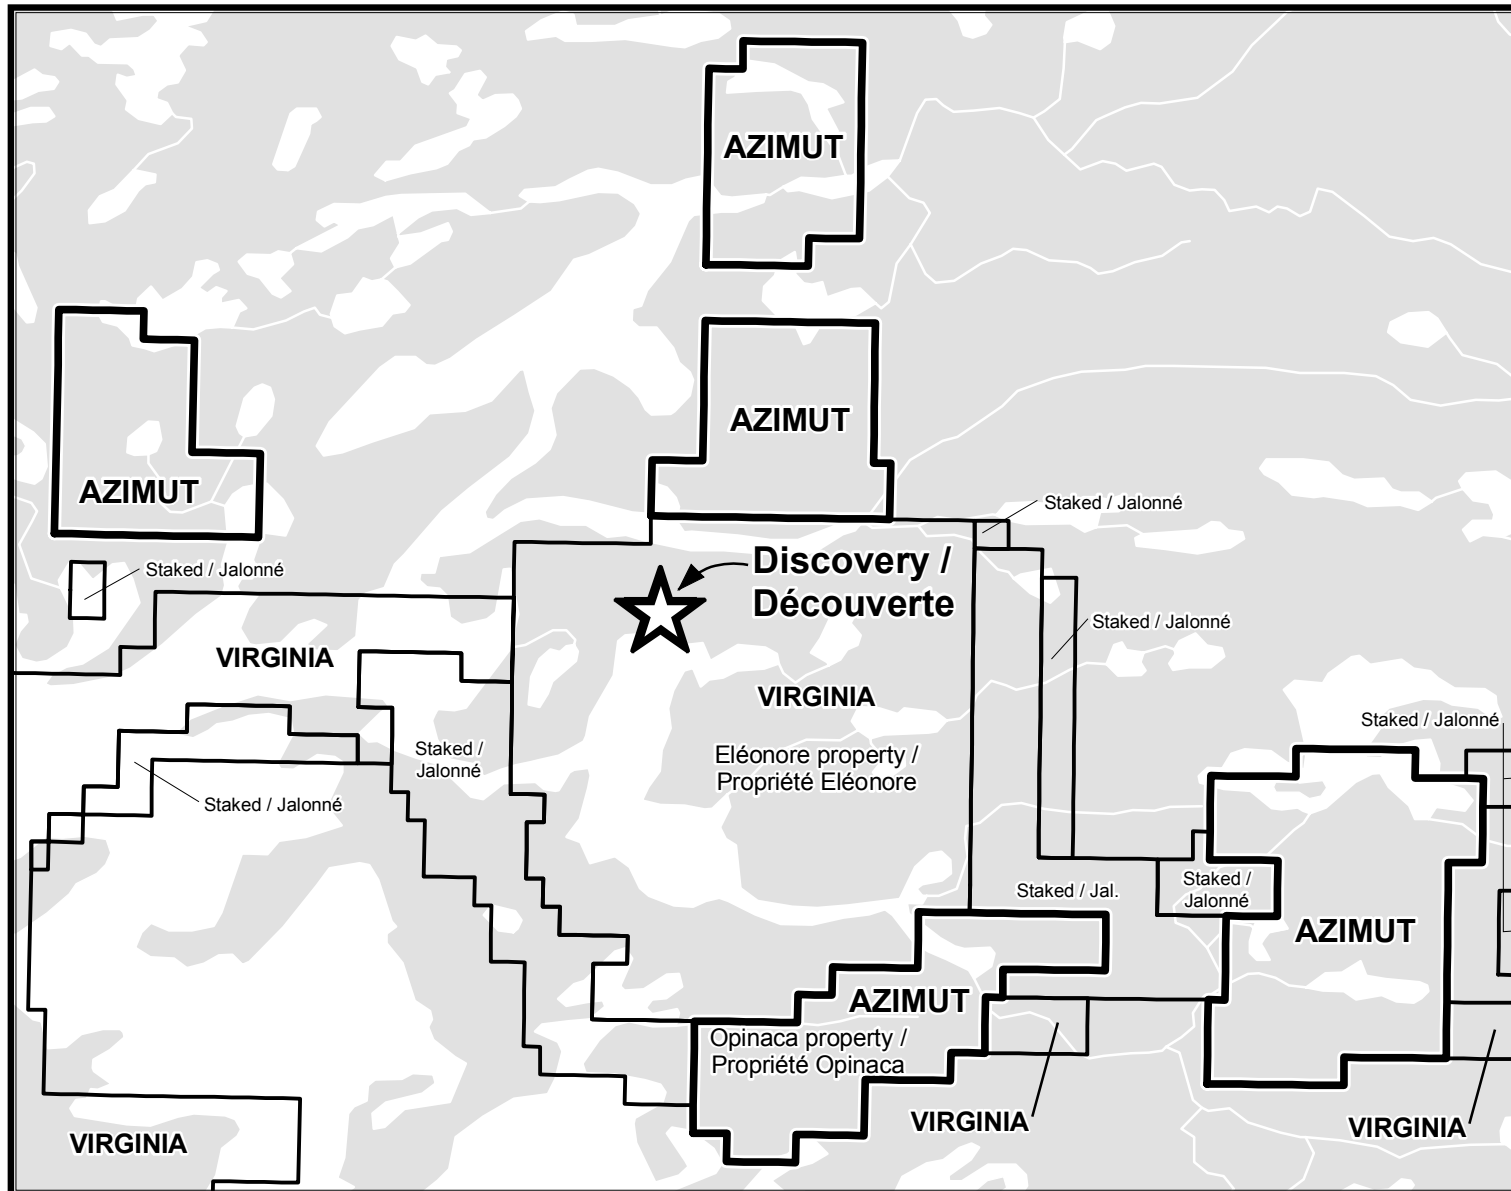 AZIMUT
AZIMUT
AZIMUT
Staked / Jalonné
Discovery /
Découverte
Staked / Jalonné
Staked / Jalonné
VIRGINIA
VIRGINIA
Staked / Jalonné
Staked /
Jalonné
Eléonore property /
Propriété Eléonore
Staked / Jalonné
Staked / Jal.
Staked /
Jalonné
AZIMUT
AZIMUT
Opinaca property /
Propriété Opinaca
VIRGINIA
VIRGINIA
VIRGINIA